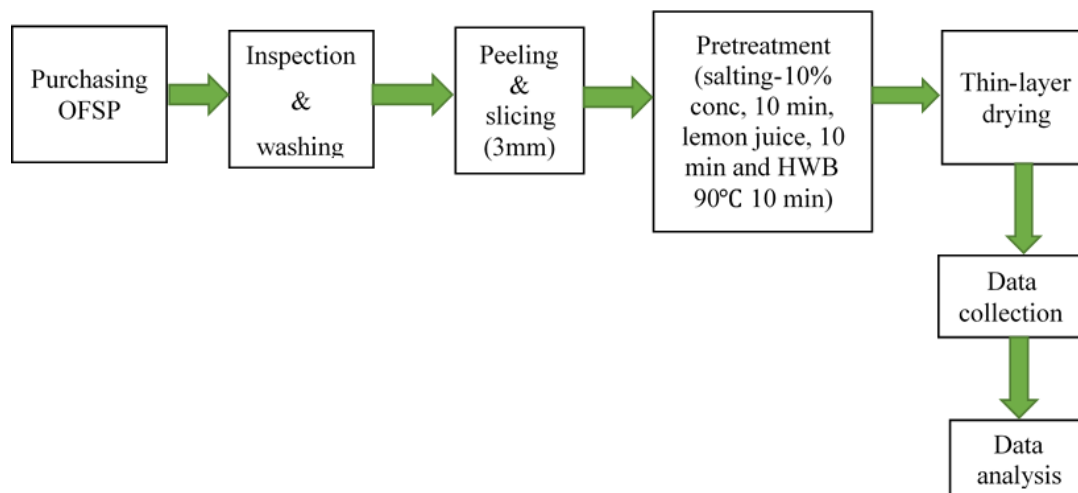 Purchasing
OFSP
Inspection
&
washing
Peeling
&
slicing
(3mm)
Pretreatment
(salting-10%
conc, 10 min,
lemon juice, 10
min and HWB
90℃ 10 min)
Thin-layer
drying
Data
collection
Data
analysis